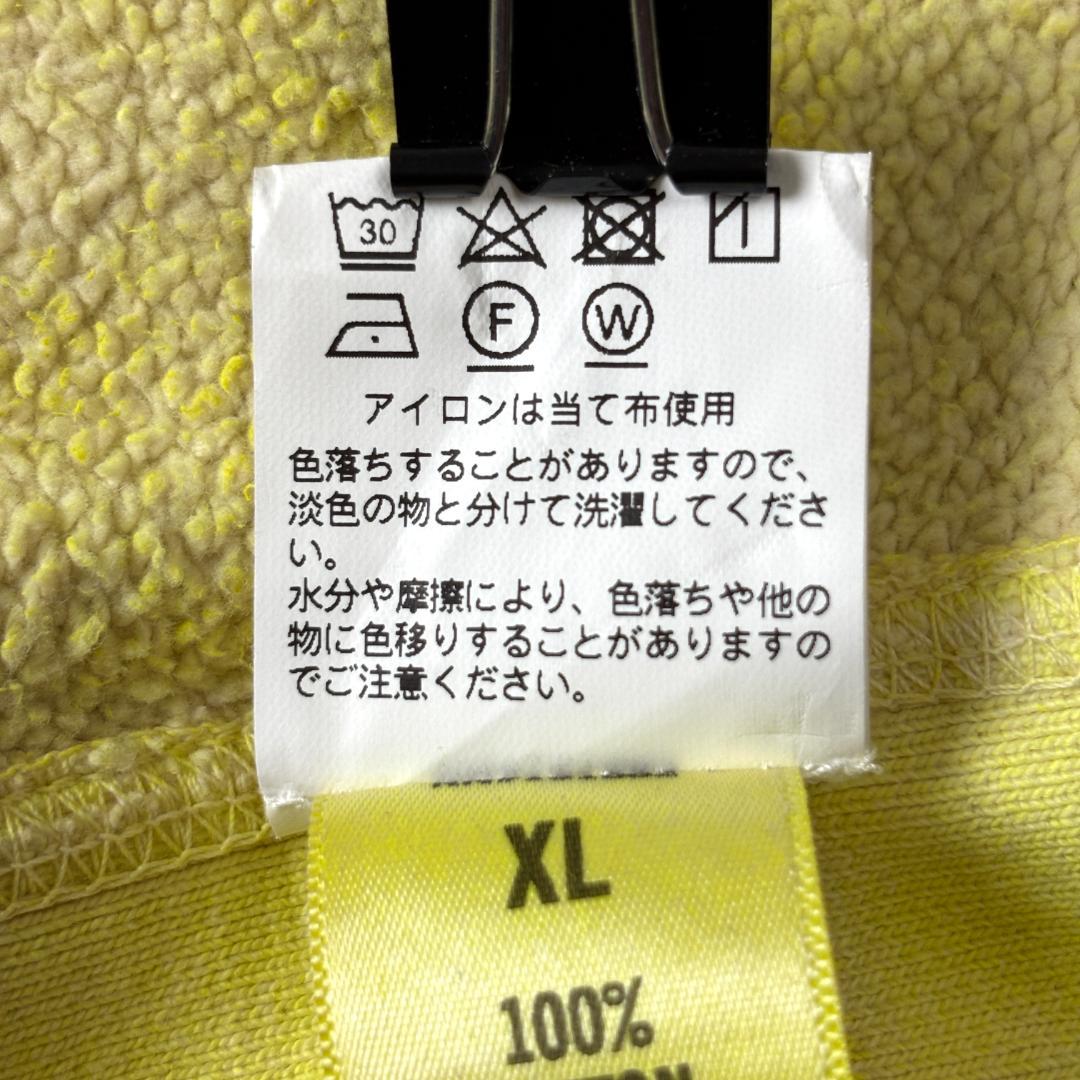 30
F W
アイロンは当て布使用
色落ちすることがありますので、
淡色の物と分けて洗濯してくださ
い。
水分や摩擦により、色落ちや他の
物に色移りすることがありますの
でご注意ください。
XL
100%